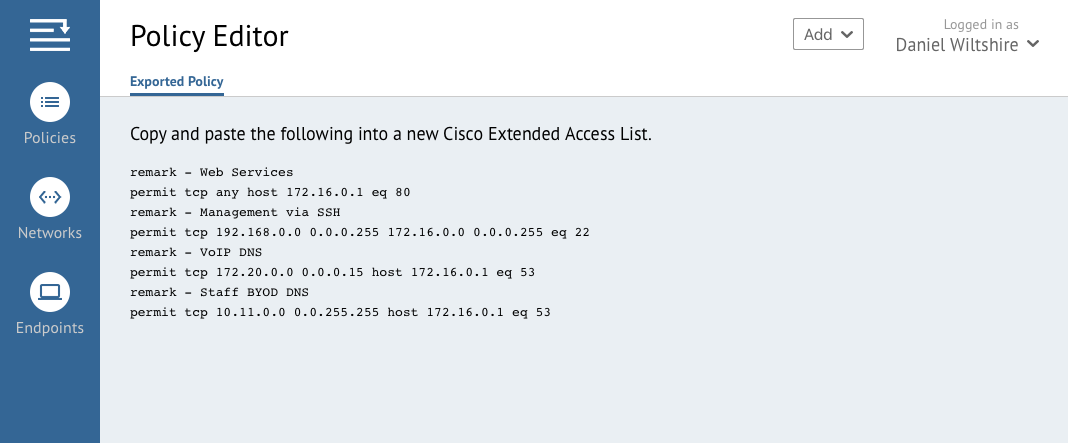 Policy Editor
Add
Logged in as
Daniel Wiltshire
Exported Policy
Policies
Networks
Endpoints
Copy and paste the following into a new Cisco Extended Access List.
remark - Web Services
permit tcp any host 172.16.0.1 eq 80
remark - Management via SSH
permit tcp 192.168.0.0 0.0.0.255 172.16.0.0 0.0.0.255 eq 22
remark - VoIP DNS
permit tcp 172.20.0.0 0.0.0.15 host 172.16.0.1 eq 53
remark - Staff BYOD DNS
permit tcp 10.11.0.0 0.0.255.255 host 172.16.0.1 eq 53